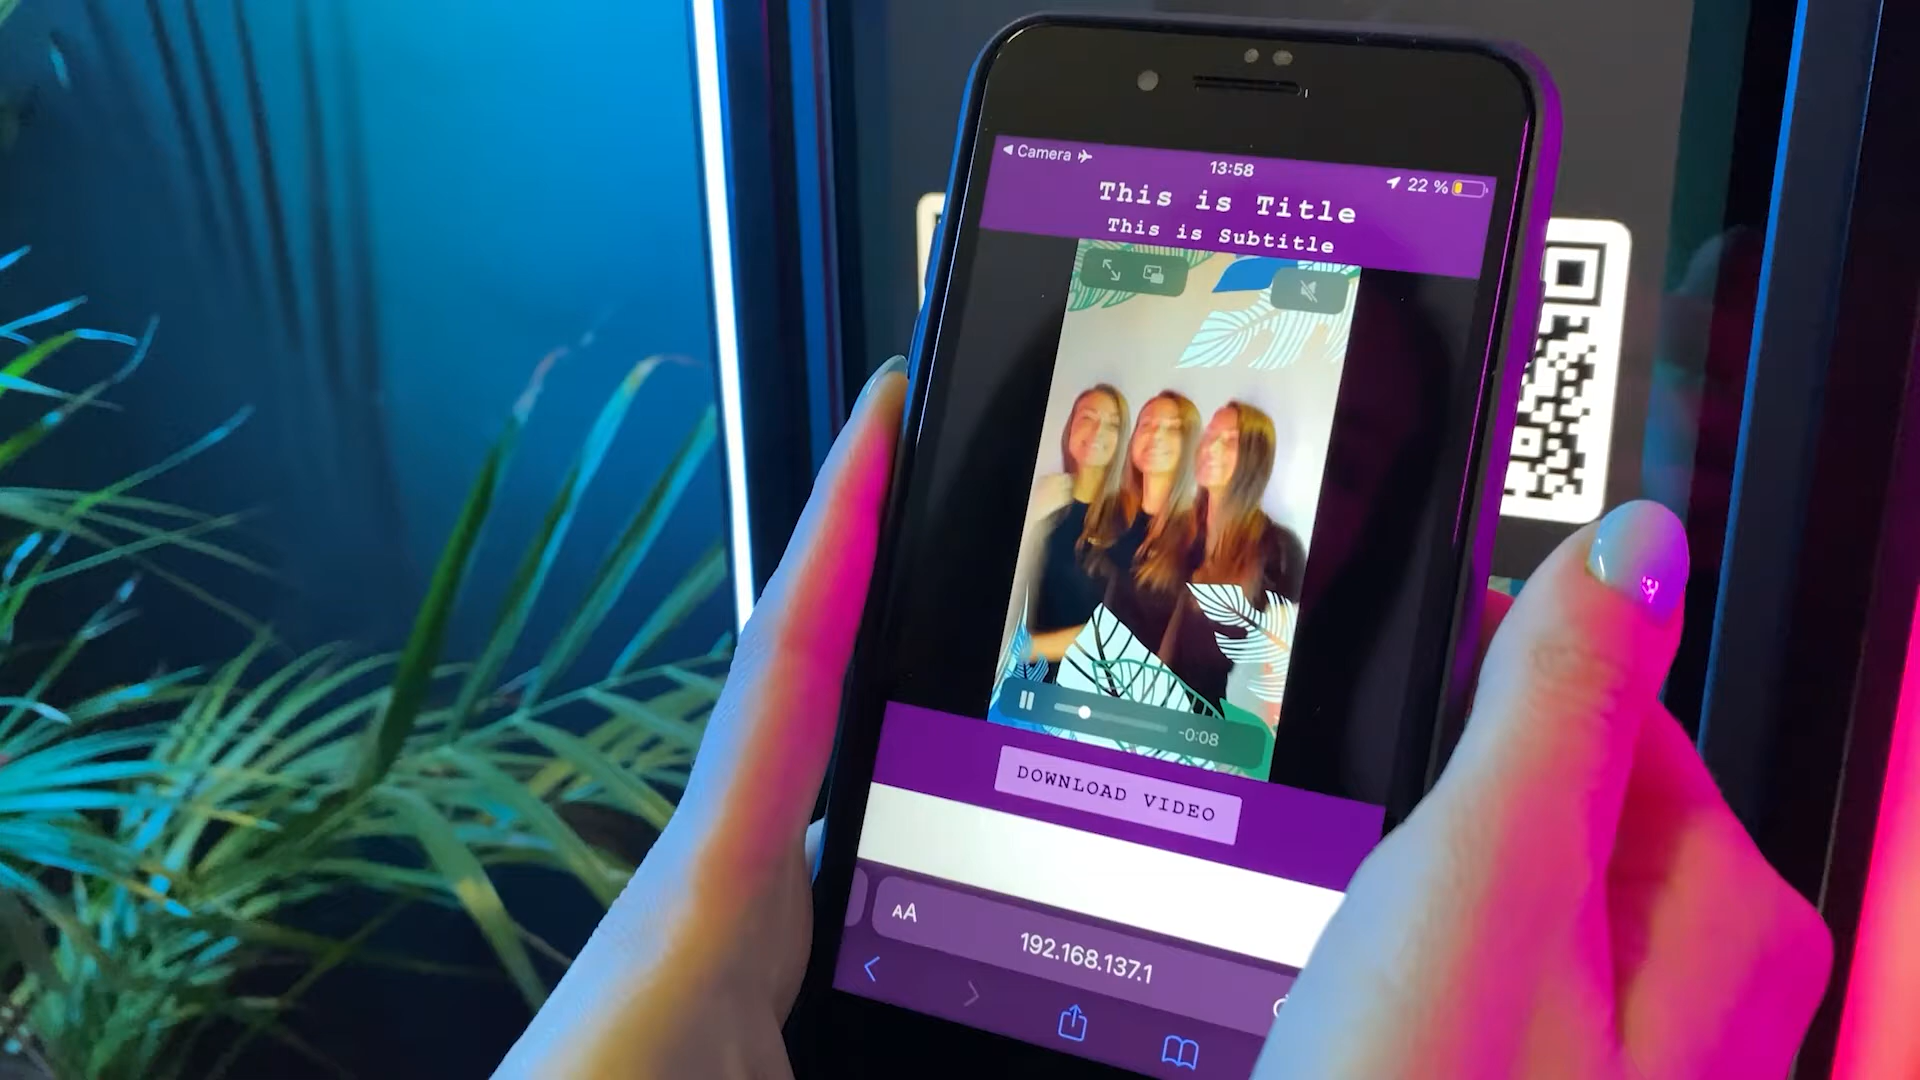 Camera
13:58
22 %
This is Title
This is Subtitle
-0:08
DOWNLOAD VIDEO
AA
192.168.137.1